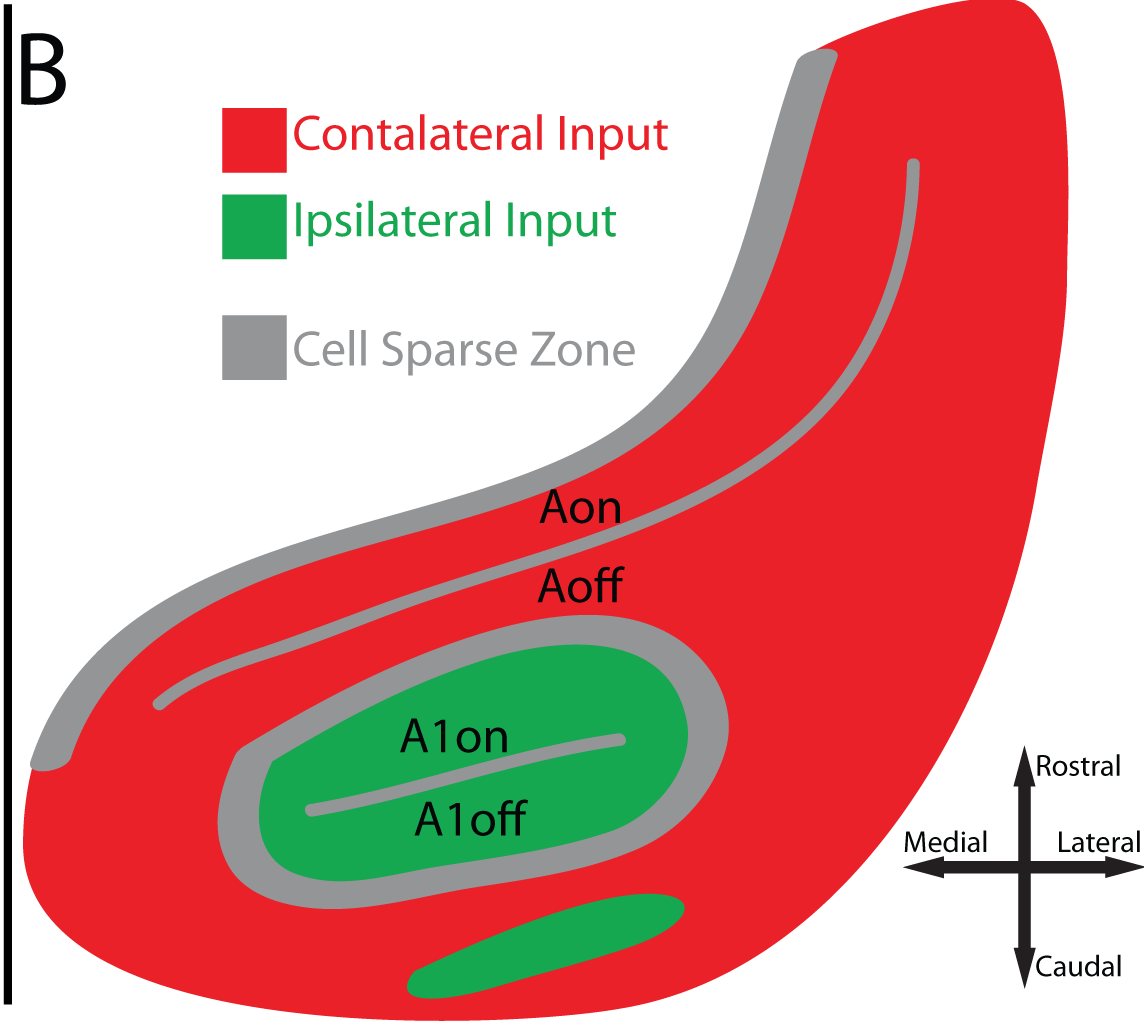 B
Contalateral Input
Ipsilateral Input
Cell Sparse Zone
Aon
Aoff
A1on
A1off
Rostral
Medial
Lateral
Caudal